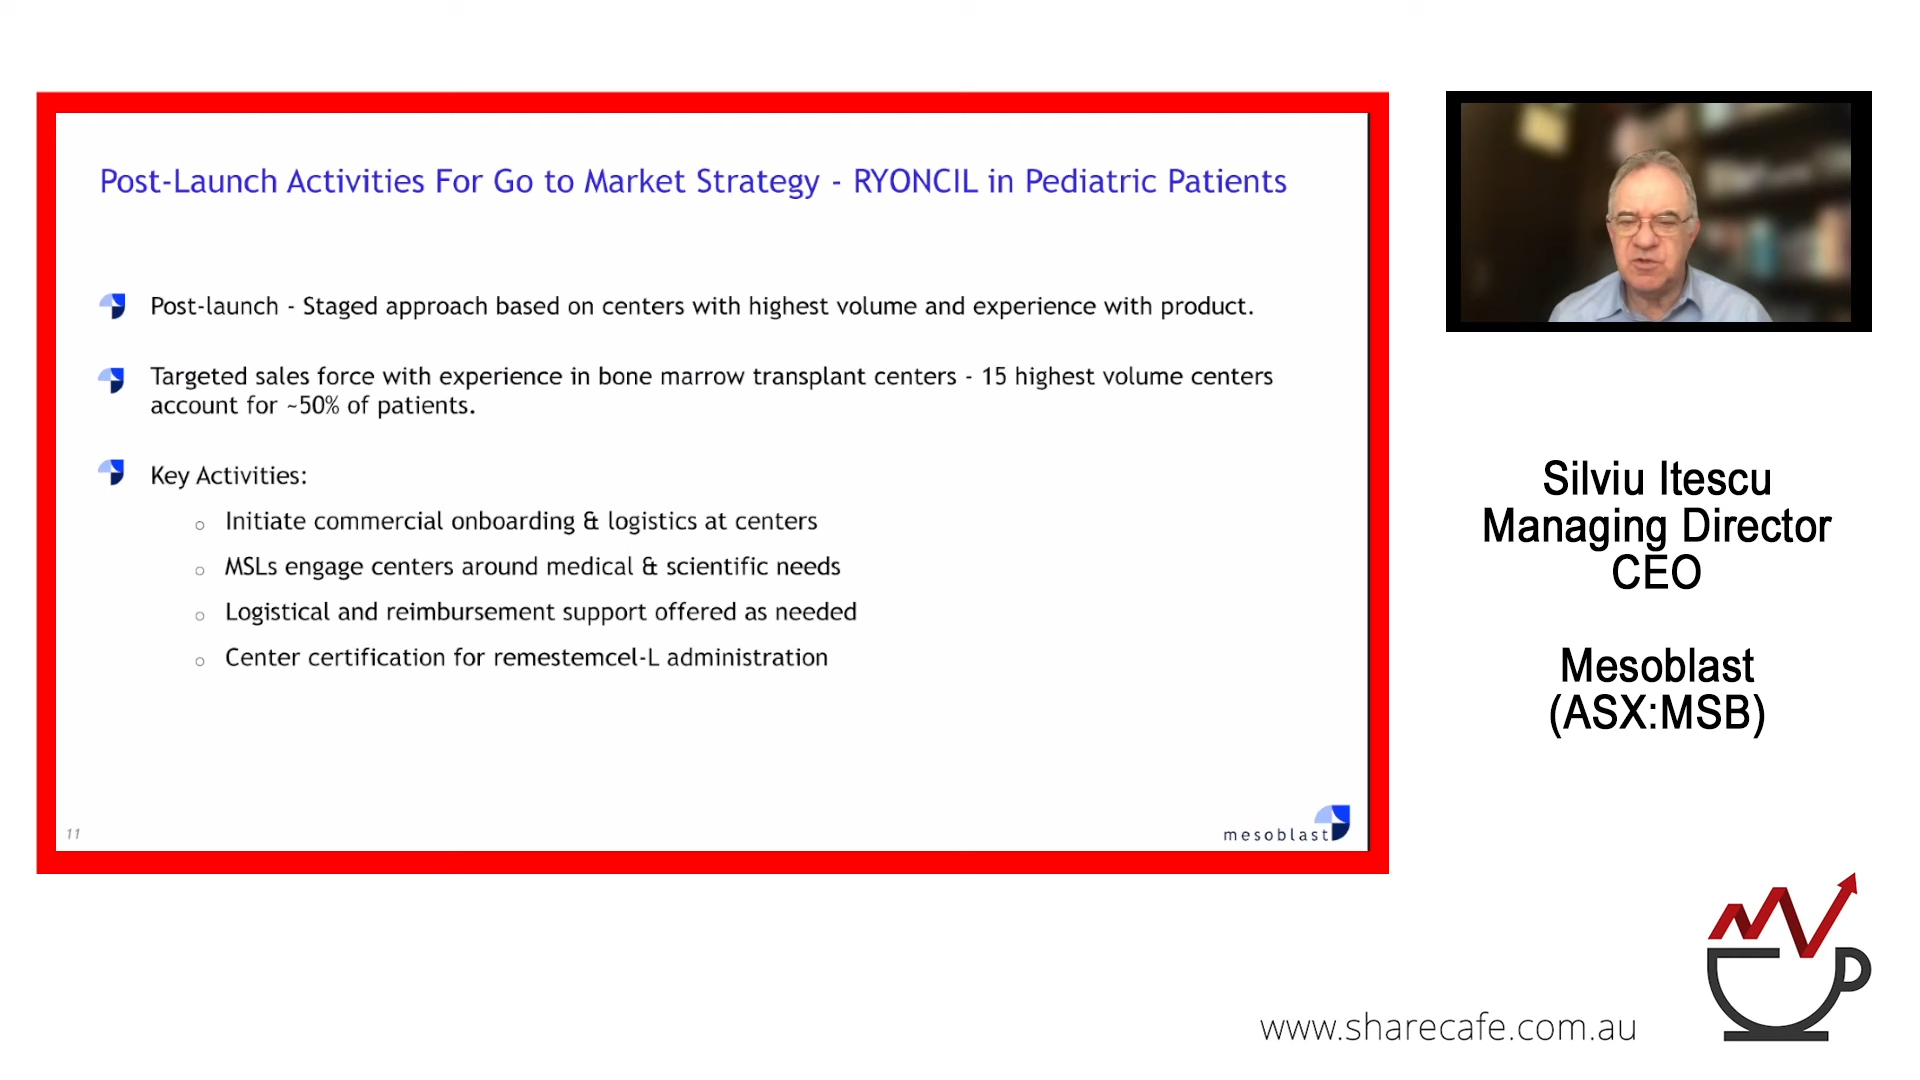 Post-Launch Activities For Go to Market Strategy - RYONCIL in Pediatric Patients
Post-launch - Staged approach based on centers with highest volume and experience with product.
Targeted sales force with experience in bone marrow transplant centers - 15 highest volume centers
account for ~50% of patients.
Key Activities:
Initiate commercial onboarding & logistics at centers
MSLs engage centers around medical & scientific needs
Logistical and reimbursement support offered as needed
Center certification for remestemcel-L administration
11
mesoblast
Silviu Itescu
Managing Director
CEO
Mesoblast
(ASX:MSB)
www.sharecafe.com.au